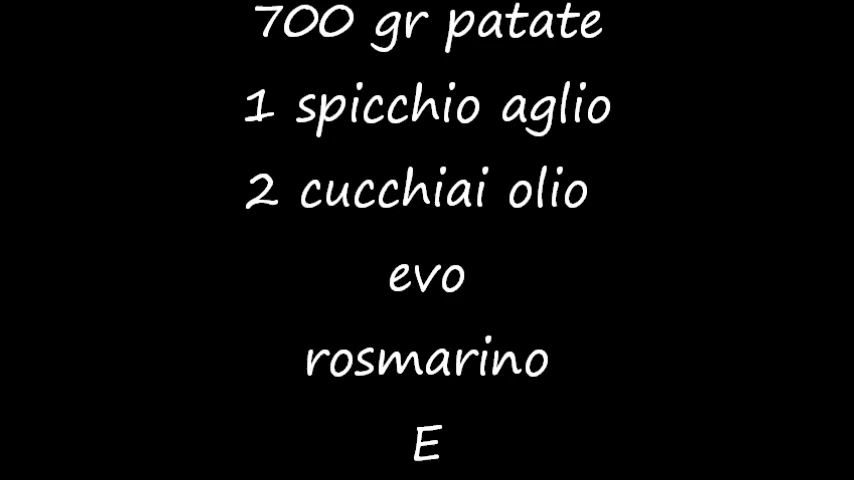 700 gr patate
1 spicchio aglio
2 cucchiai olio
evo
rosmarino
E